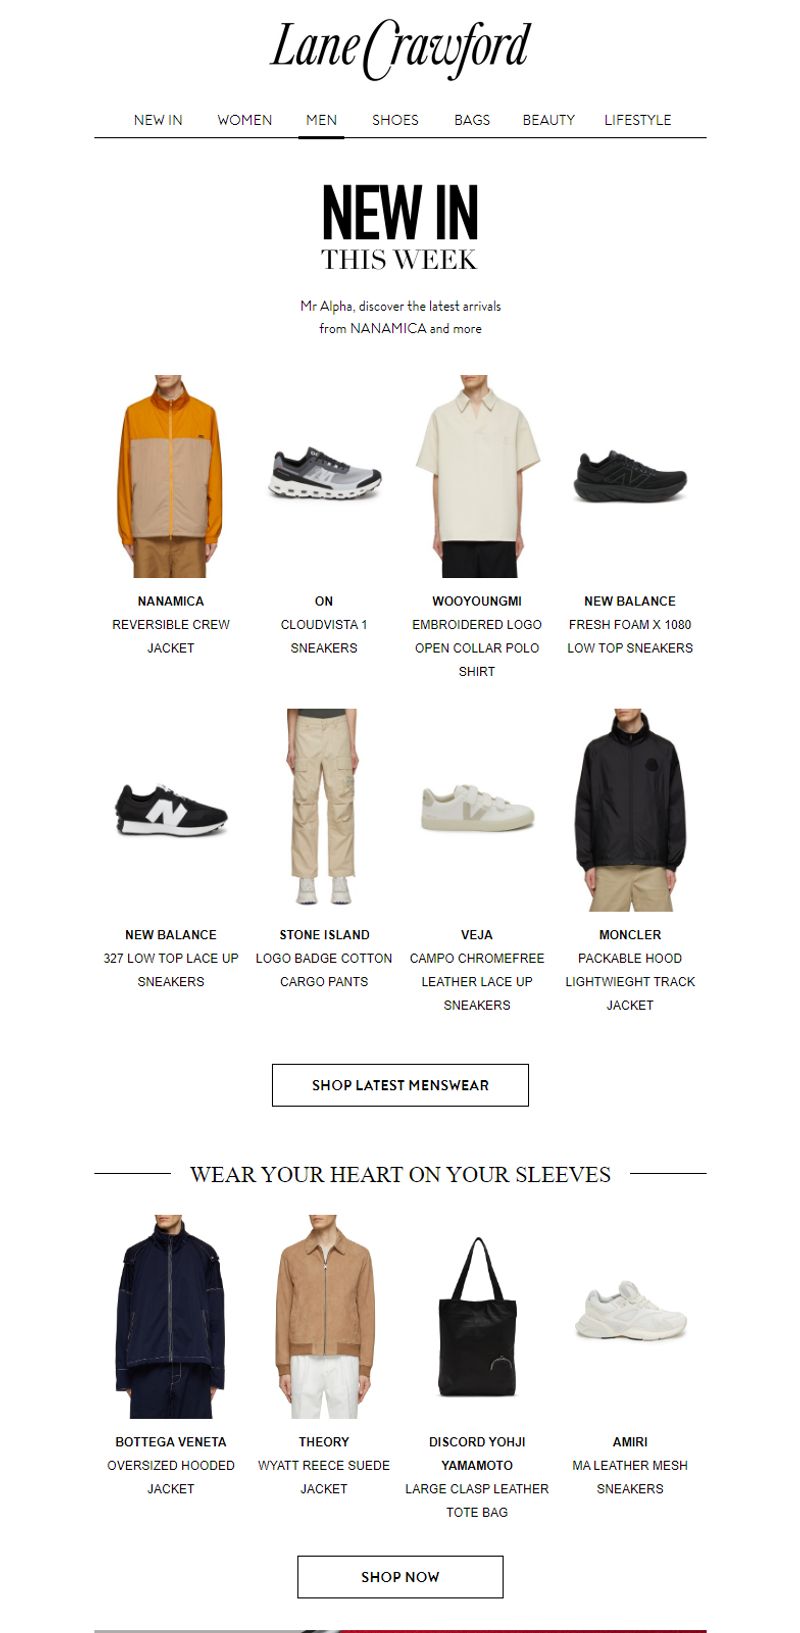 Lane Crawford
NEW IN WOMEN MEN SHOES BAGS BEAUTY LIFESTYLE
NEW IN
THIS WEEK
Mr Alpha, discover the latest arrivals
from NANAMICA and more
NANAMICA
REVERSIBLE CREW
JACKET
ON
CLOUDVISTA 1
SNEAKERS
WOOYOUNGMI
EMBROIDERED LOGO
OPEN COLLAR POLO
SHIRT
NEW BALANCE
FRESH FOAM X 1080
LOW TOP SNEAKERS
NEW BALANCE
327 LOW TOP LACE UP
SNEAKERS
STONE ISLAND
LOGO BADGE COTTON
CARGO PANTS
VEJA
CAMPO CHROMEFREE
LEATHER LACE UP
SNEAKERS
MONCLER
PACKABLE HOOD
LIGHTWIEGHT TRACK
JACKET
SHOP LATEST MENSWEAR
WEAR YOUR HEART ON YOUR SLEEVES
BOTTEGA VENETA
OVERSIZED HOODED
JACKET
THEORY
WYATT REECE SUEDE
JACKET
DISCORD YOHJI
YAMAMOTO
LARGE CLASP LEATHER
TOTE BAG
AMIRI
MA LEATHER MESH
SNEAKERS
SHOP NOW